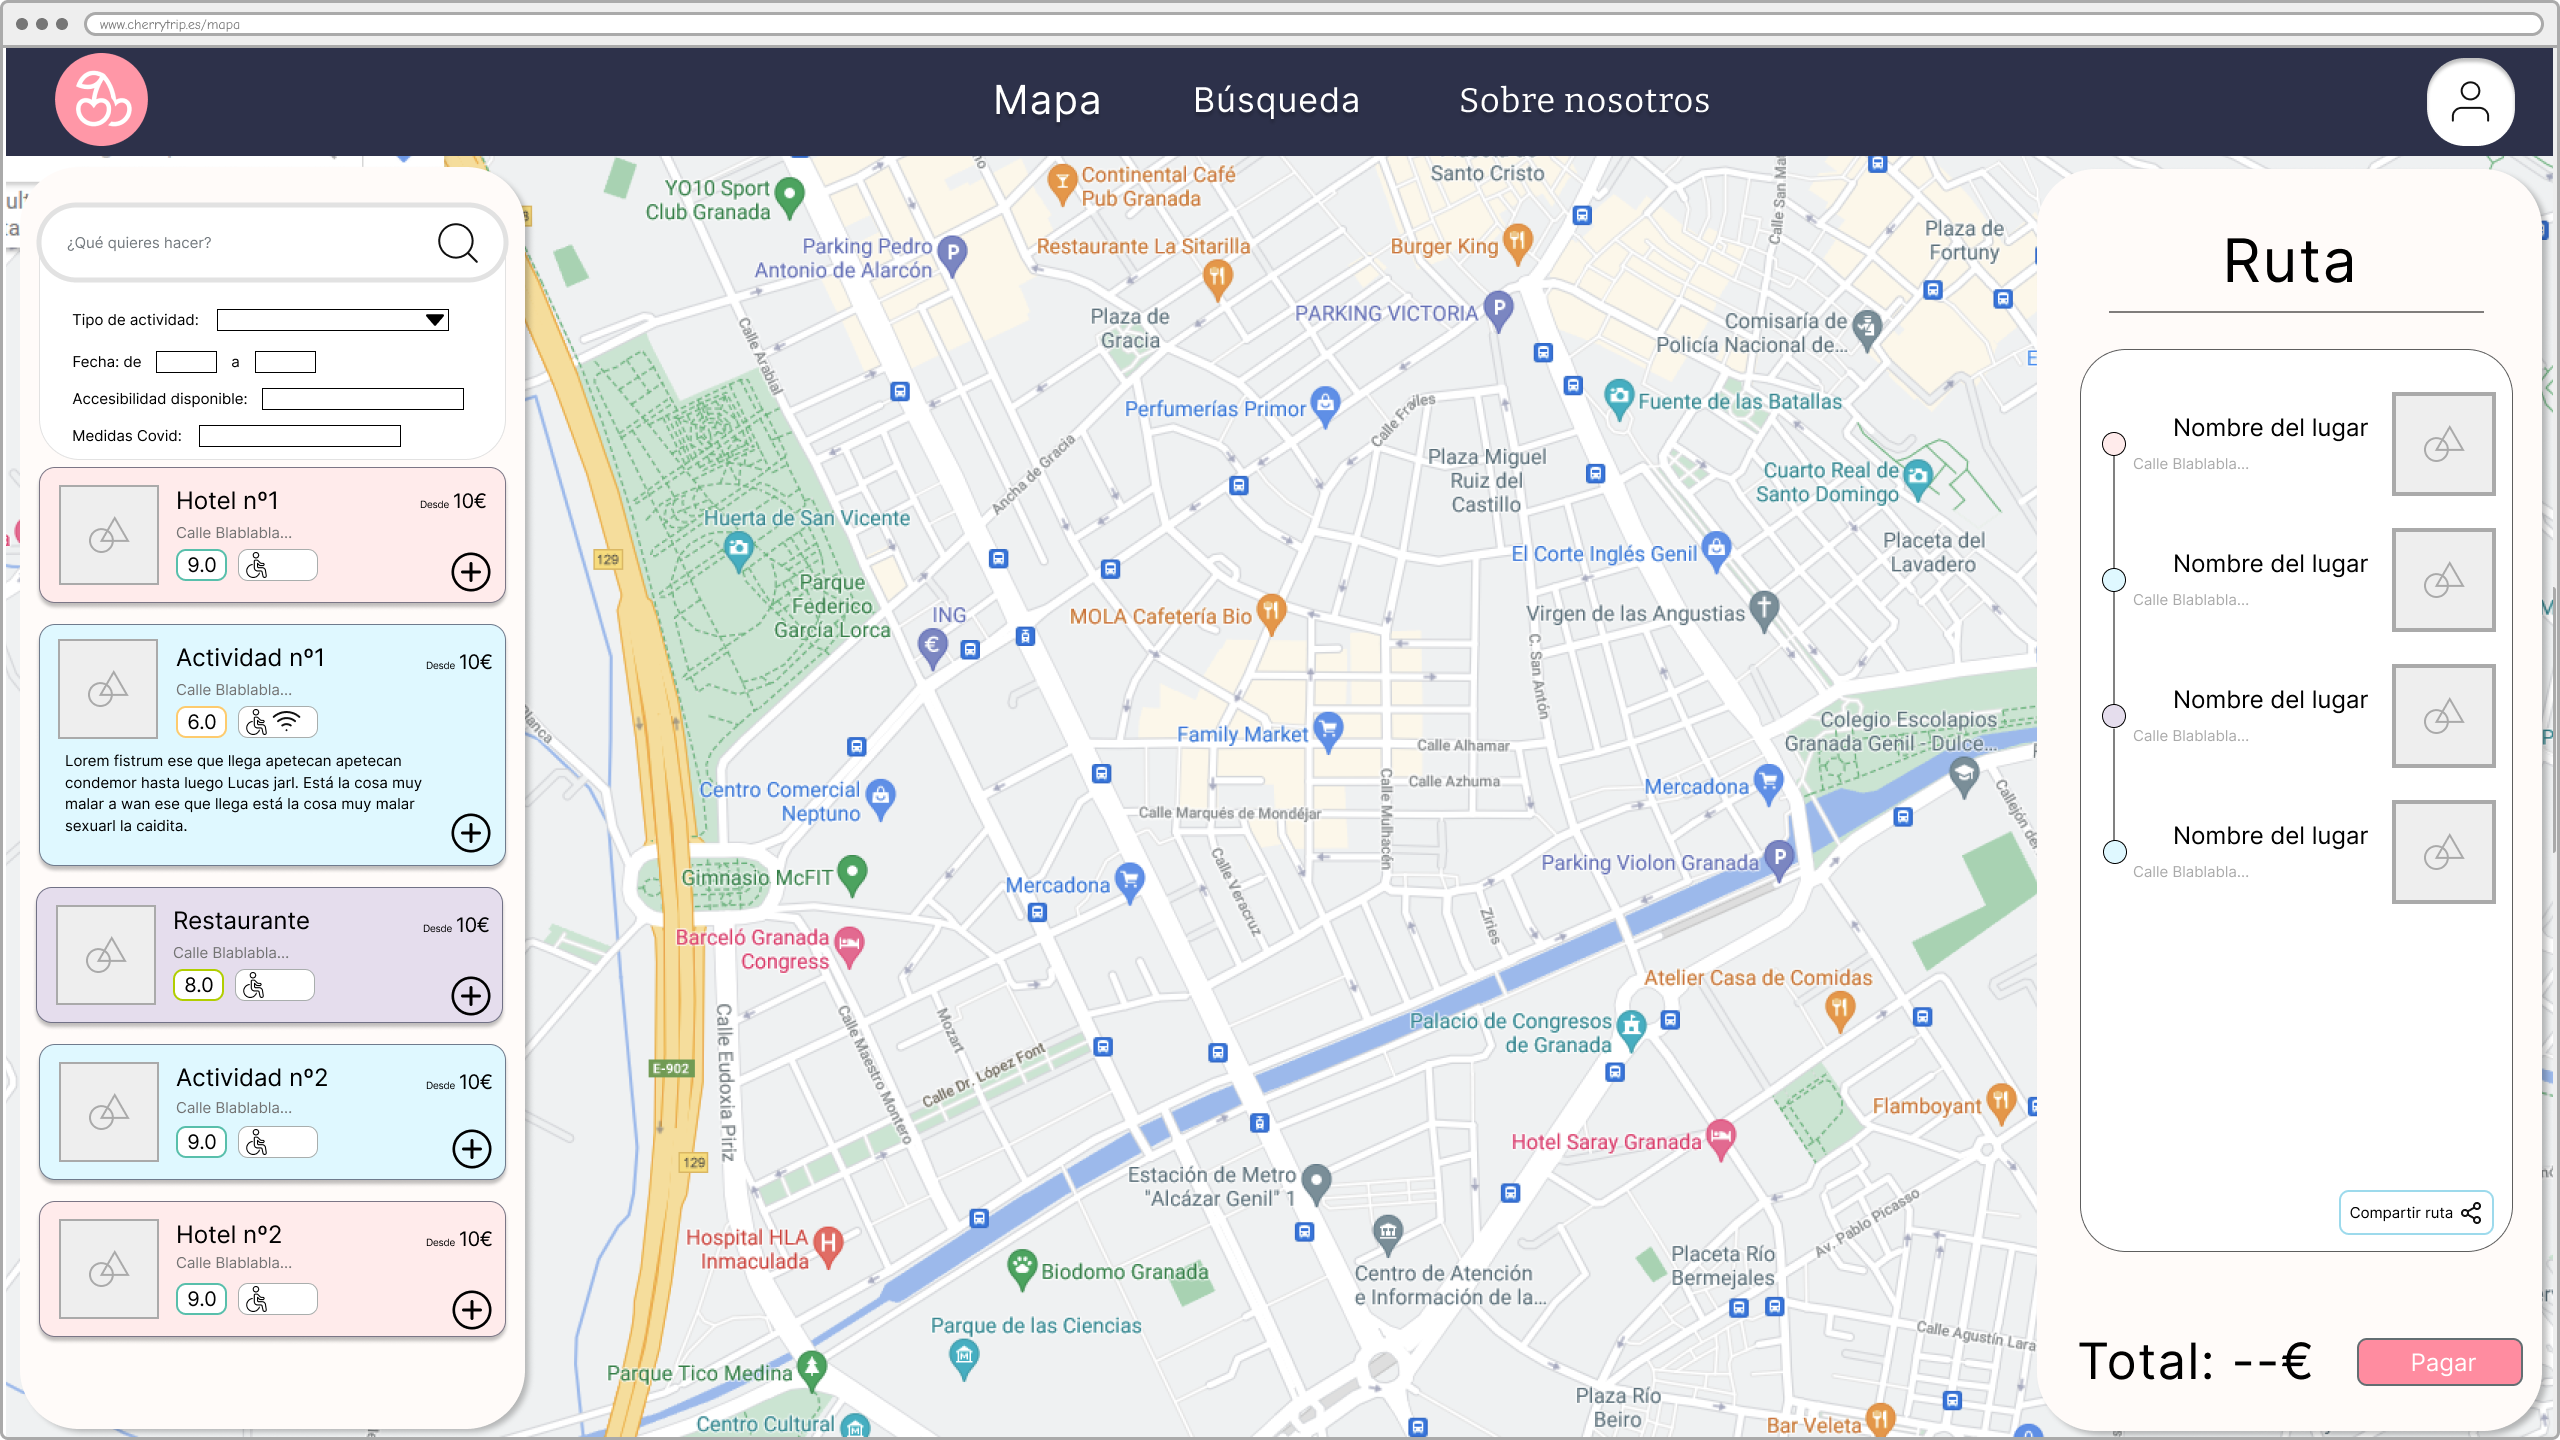 www.cherrytrip.es/mapa
Mapa
Búsqueda
Sobre nosotros
¿Qué quieres hacer?
Tipo de actividad:
Fecha: de
a
Accesibilidad disponible:
Medidas Covid:
Hotel nº1
Desde 10€
Calle Blablabla...
9.0
Actividad nº1
Desde 10€
Calle Blablabla...
6.0
Lorem fistrum ese que llega apetecan apetecan
condemor hasta luego Lucas jarl. Está la cosa muy
malar a wan ese que llega está la cosa muy malar
sexuarl la caidita.
Restaurante
Desde 10€
Calle Blablabla...
8.0
Actividad nº2
Desde 10€
Calle Blablabla...
9.0
Hotel nº2
Desde 10€
Calle Blablabla...
9.0
YO10 Sport
Club Granada
Continental Café
Pub Granada
Santo Cristo
Calle San Mat
Parking Pedro
Antonio de Alarcón
P
Restaurante La Sitarilla
Burger King
Plaza de
Fortuny
Plaza de
Gracia
PARKING VICTORIA
P
Comisaría de
Policía Nacional de...
Calle Arabial
Perfumerías Primor
Calle Frailes
Fuente de las Batallas
Ancha de Gracia
Plaza Miguel
Ruiz del
Castillo
Cuarto Real de
Santo Domingo
Huerta de San Vicente
129
Parque
Federico
García Lorca
El Corte Inglés Genil
Placeta del
Lavadero
ING
€
MOLA Cafetería Bio
Virgen de las Angustias
C. San Antón
Family Market
Calle Alhamar
Calle Azhuma
Colegio Escolapios
Granada Genil - Dulce...
Centro Comercial
Neptuno
Calle Marqués de Mondéjar
Calle Mulhacén
Mercadona
Callejón de
Gimnasio McFIT
Mercadona
Calle Veracruz
Parking Violon Granada
P
Ziries
Barceló Granada
Congress
Atelier Casa de Comidas
Calle Eudoxia Piriz
Calle Maestro Montero
Mozart
Calle Dr. López Font
Palacio de Congresos
de Granada
E-902
129
Flamboyant
Hotel Saray Granada
Estación de Metro
"Alcázar Genil" 1
Hospital HLA
Inmaculada
H
Biodomo Granada
Centro de Atención
e Información de la...
Placeta Río
Bermejales
Av. Pablo Picasso
Parque de las Ciencias
Calle Agustín Lara
Parque Tico Medina
Plaza Río
Beiro
Centro Cultural
Bar Veleta
Ruta
Nombre del lugar
Calle Blablabla...
Nombre del lugar
Calle Blablabla...
Nombre del lugar
Calle Blablabla...
Nombre del lugar
Calle Blablabla...
Compartir ruta
Total: --€
Pagar